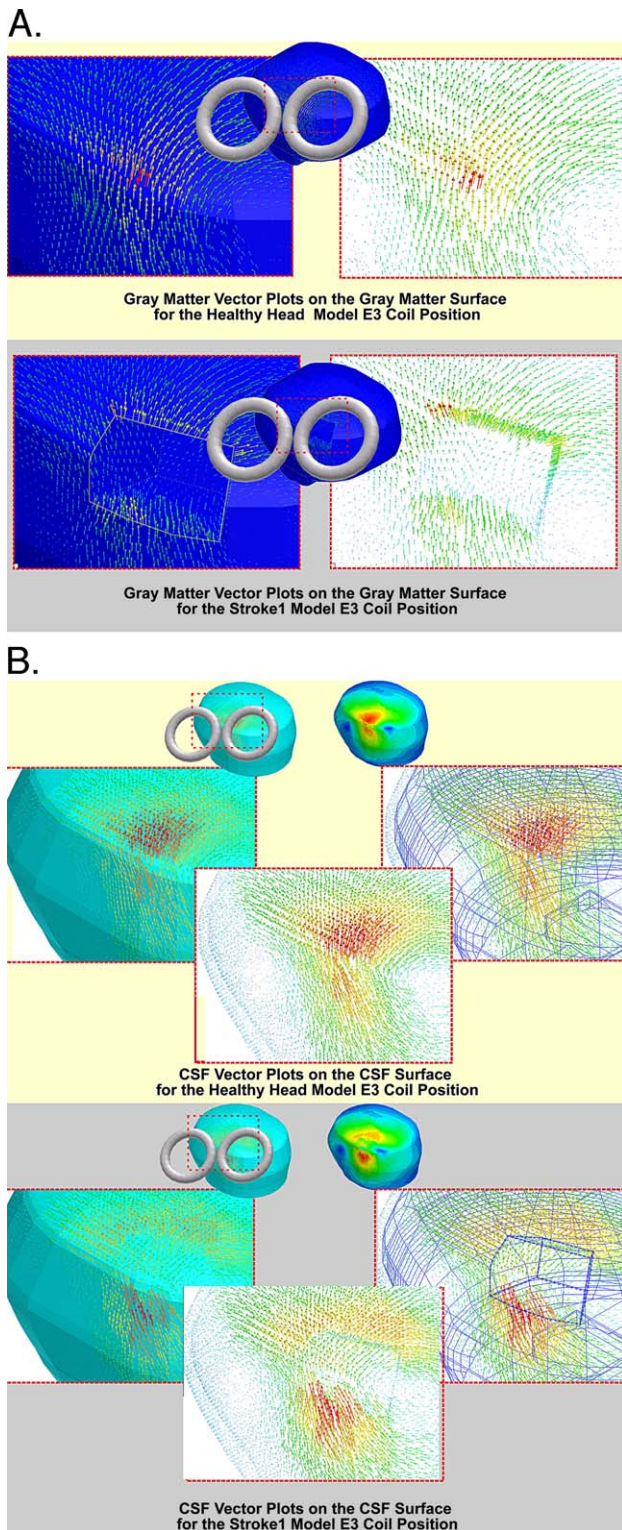 A.
Gray Matter Vector Plots on the Gray Matter Surface
for the Healthy Head Model E3 Coil Position
Gray Matter Vector Plots on the Gray Matter Surface
for the Stroke1 Model E3 Coil Position
B.
CSF Vector Plots on the CSF Surface
for the Healthy Head Model E3 Coil Position
CSF Vector Plots on the CSF Surface
for the Stroke1 Model E3 Coil Position